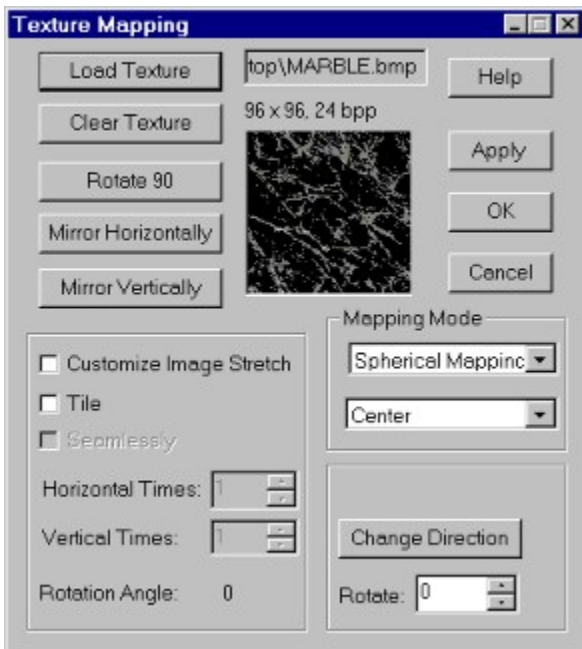 Texture Mapping
Load Texture
top\MARBLE.bmp
Help
Clear Texture
96 x 96, 24 bpp
Apply
Rotate 90
OK
Mirror Horizontally
Cancel
Mirror Vertically
Mapping Mode
Customize Image Stretch
Spherical Mapping
Tile
Center
Seamlessly
Horizontal Times: 1
Vertical Times: 1
Change Direction
Rotation Angle: 0
Rotate: 0